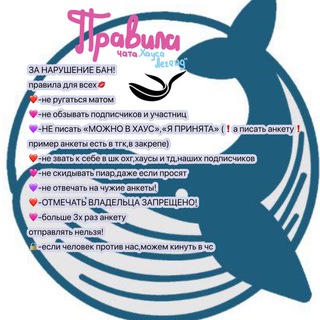 Правила
чата Хауса
легенд
ЗА НАРУШЕНИЕ БАН!
правила для всех💋
❤️-не ругаться матом
💗-не обзывать подписчиков и участниц
💜-НЕ писать «МОЖНО В ХАУС»,«Я ПРИНЯТА» (❗а писать анкету❗
пример анкеты есть в тгк,в закрепе)
❤️-не звать к себе в шк охг,хаусы и тд,наших подписчиков
💗-не скидывать пиар,даже если просят
💜-не отвечать на чужие анкеты!
❤️-ОТМЕЧАТЬ ВЛАДЕЛЬЦА ЗАПРЕЩЕНО!
💗-больше 3х раз анкету
отправлять нельзя!
🔒-если человек против нас,можем кинуть в чс